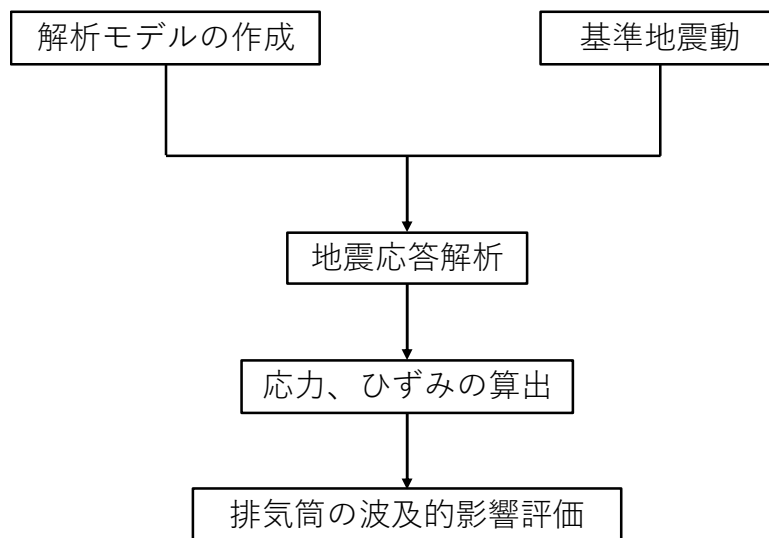 解析モデルの作成
基準地震動
地震応答解析
応力、ひずみの算出
排気筒の波及的影響評価